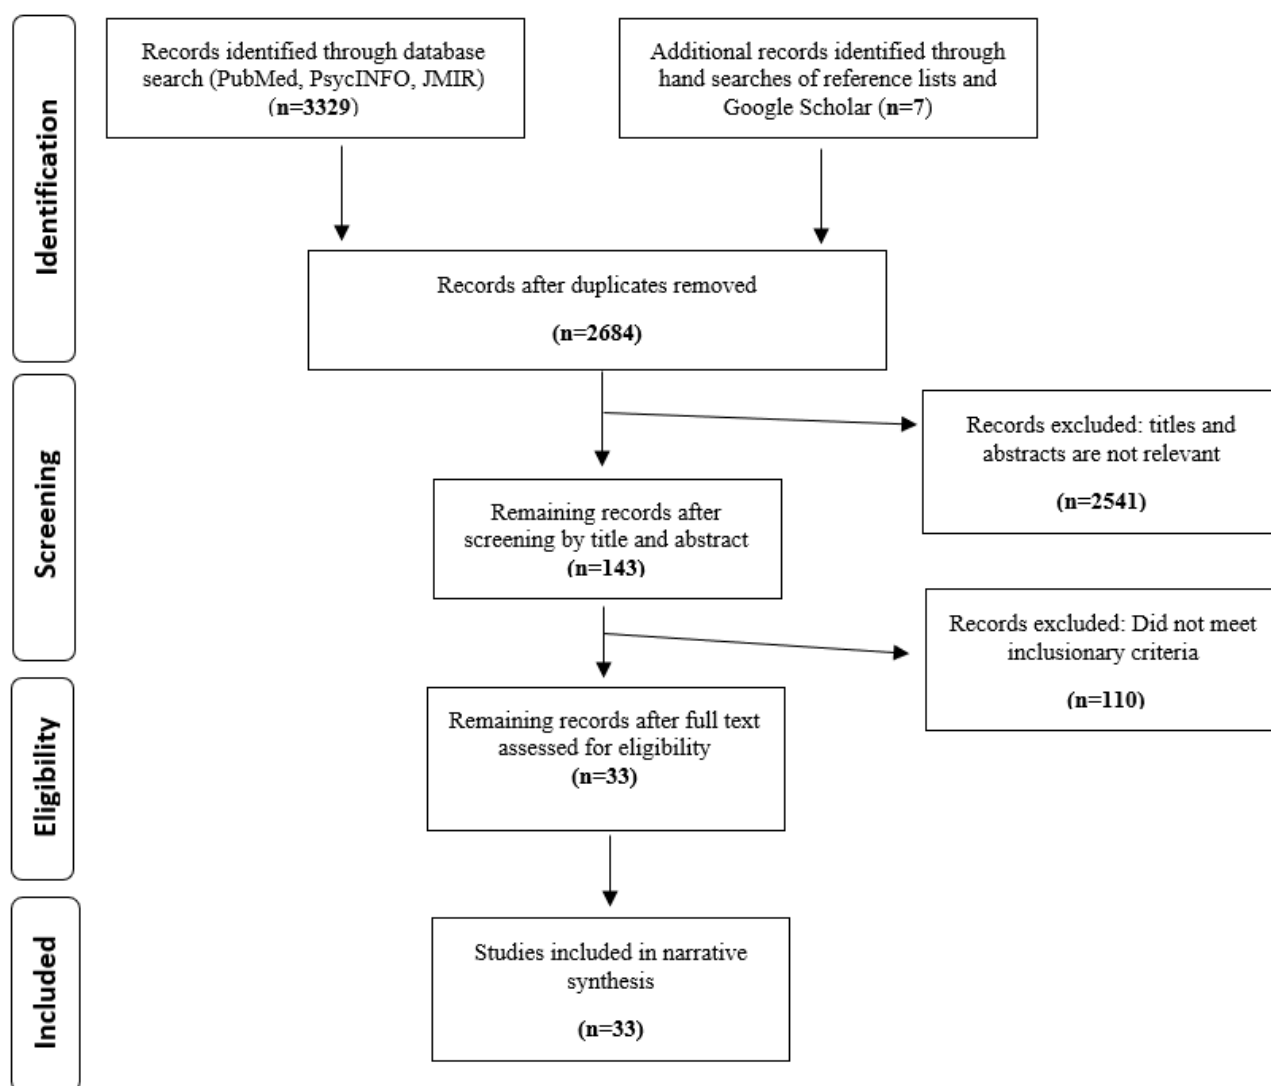 Identification
Records identified through database
search (PubMed, PsycINFO, JMIR)
(n=3329)
Additional records identified through
hand searches of reference lists and
Google Scholar (n=7)
Records after duplicates removed
(n=2684)
Screening
Records excluded: titles and
abstracts are not relevant
(n=2541)
Remaining records after
screening by title and abstract
(n=143)
Records excluded: Did not meet
inclusionary criteria
(n=110)
Eligibility
Remaining records after full text
assessed for eligibility
(n=33)
Included
Studies included in narrative
synthesis
(n=33)